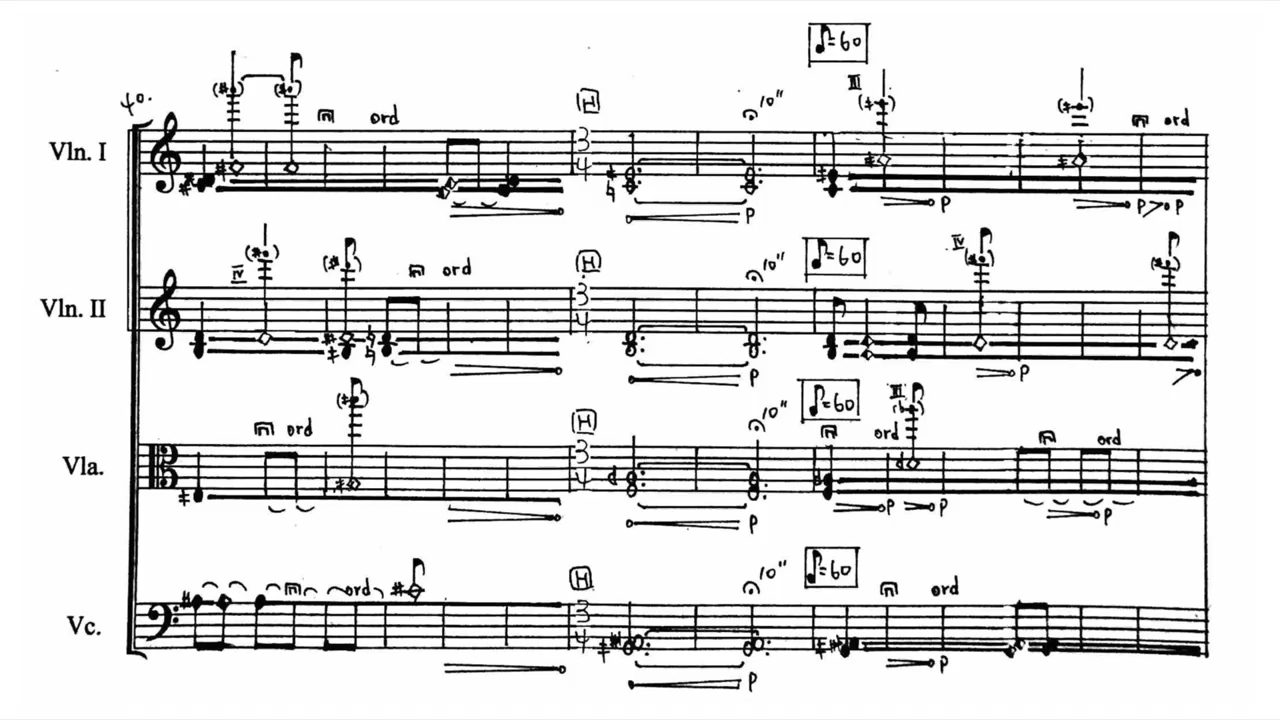 ♪=60
40.
III
ord
H
10"
ord
Vln. I
3
4
P
P
P
P
IV
ord
H
10"
♪=60
IV
Vln. II
3
4
P
P
ord
H
10"
♪=60
III
ord
ord
Vla.
3
4
P
P
P
P
ord
H
10"
♪=60
ord
Vc.
3
4
P
P